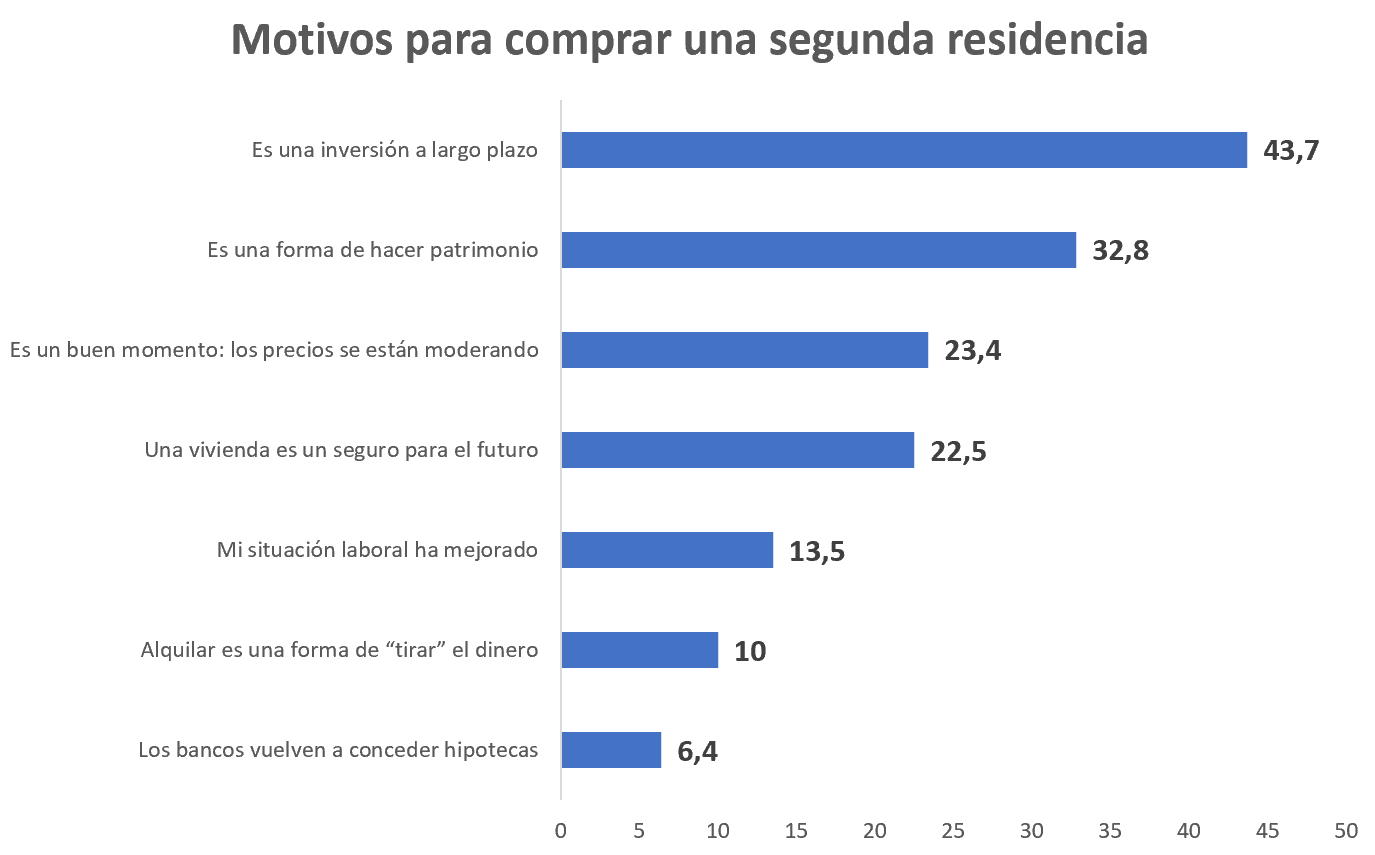 Motivos para comprar una segunda residencia
Es una inversión a largo plazo 43,7
Es una forma de hacer patrimonio 32,8
Es un buen momento: los precios se están moderando 23,4
Una vivienda es un seguro para el futuro 22,5
Mi situación laboral ha mejorado 13,5
Alquilar es una forma de “tirar” el dinero 10
Los bancos vuelven a conceder hipotecas 6,4
0 5 10 15 20 25 30 35 40 45 50